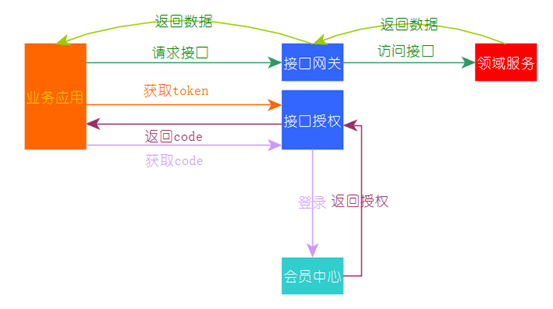 返回数据
返回数据
请求接口
访问接口
接口网关
领域服务
业务应用
获取token
接口授权
返回code
获取code
登录
返回授权
会员中心